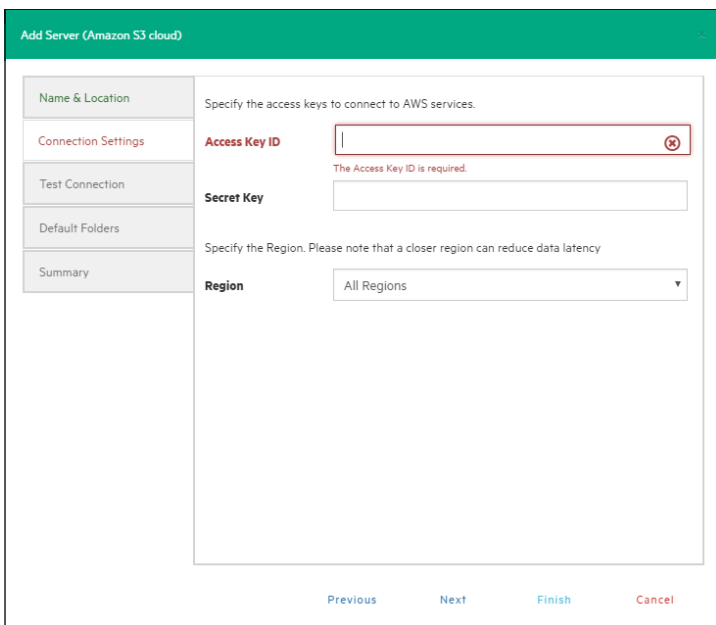 Add Server (Amazon S3 cloud)
Name & Location
Connection Settings
Test Connection
Default Folders
Summary
Specify the access keys to connect to AWS services.
Access Key ID
The Access Key ID is required.
Secret Key
Specify the Region. Please note that a closer region can reduce data latency
Region All Regions
Previous Next Finish Cancel